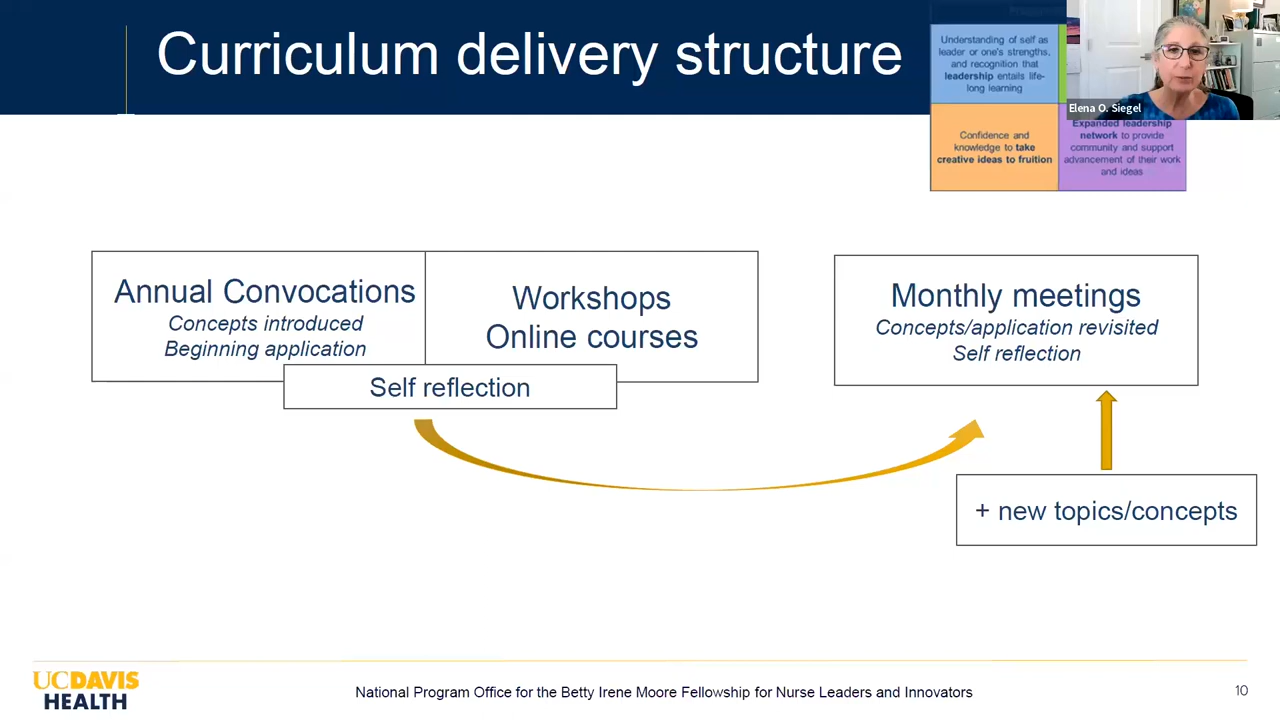 Curriculum delivery structure
Understanding of self as
leader or one's strengths,
and recognition that
leadership entails life-
long learning
Elena O. Siegel
Confidence and
knowledge to take
creative ideas to fruition
Expanded leadership
network to provide
community and support
advancement of their work
and ideas
Annual Convocations
Concepts introduced
Beginning application
Workshops
Online courses
Self reflection
Monthly meetings
Concepts/application revisited
Self reflection
+ new topics/concepts
UCDAVIS
HEALTH
National Program Office for the Betty Irene Moore Fellowship for Nurse Leaders and Innovators
10